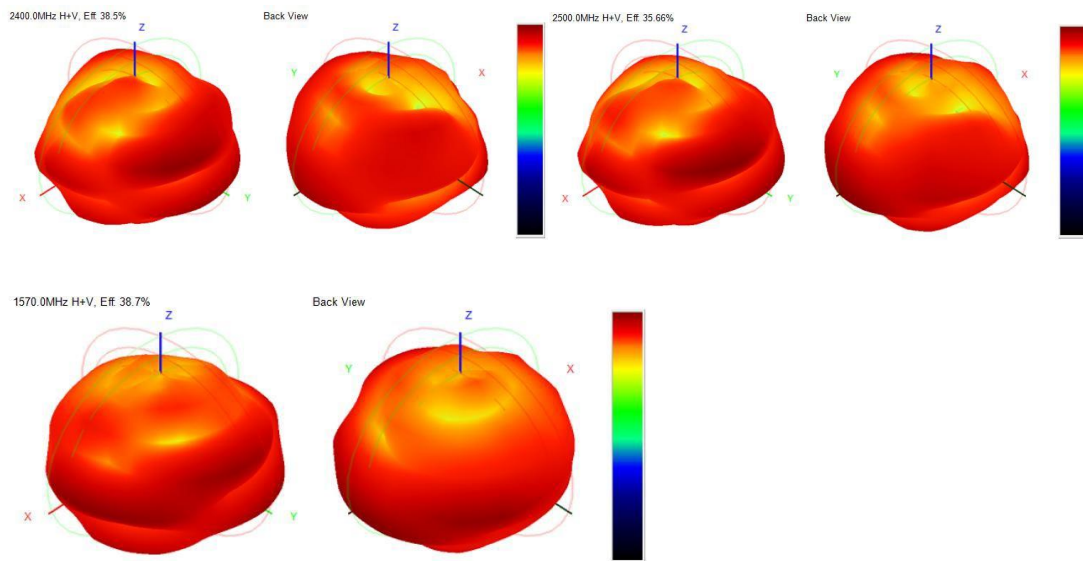 2400.0MHz H+V, Eff 38.5%
Back View
2500.0MHz H+V, Eff 35.66%
Back View
Z
Z
Z
Z
Y
X
Y
X
X
Y
X
Y
1570.0MHz H+V, Eff 38.7%
Back View
Z
Z
Y
X
X
Y